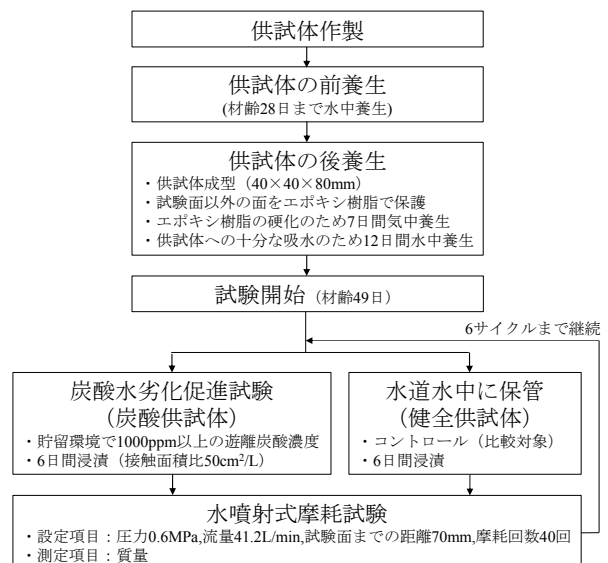 供試体作製
供試体の前養生
(材齢28日まで水中養生)
供試体の後養生
・供試体成型（40×40×80mm）
・試験面以外の面をエポキシ樹脂で保護
・エポキシ樹脂の硬化のため7日間気中養生
・供試体への十分な吸水のため12日間水中養生
試験開始（材齢49日）
6サイクルまで継続
炭酸水劣化促進試験
（炭酸供試体）
・貯留環境で1000ppm以上の遊離炭酸濃度
・6日間浸漬（接触面積比50cm²/L）
水道水中に保管
（健全供試体）
・コントロール（比較対象）
・6日間浸漬
水噴射式摩耗試験
・設定項目：圧力0.6MPa,流量41.2L/min,試験面までの距離70mm,摩耗回数40回
・測定項目：質量